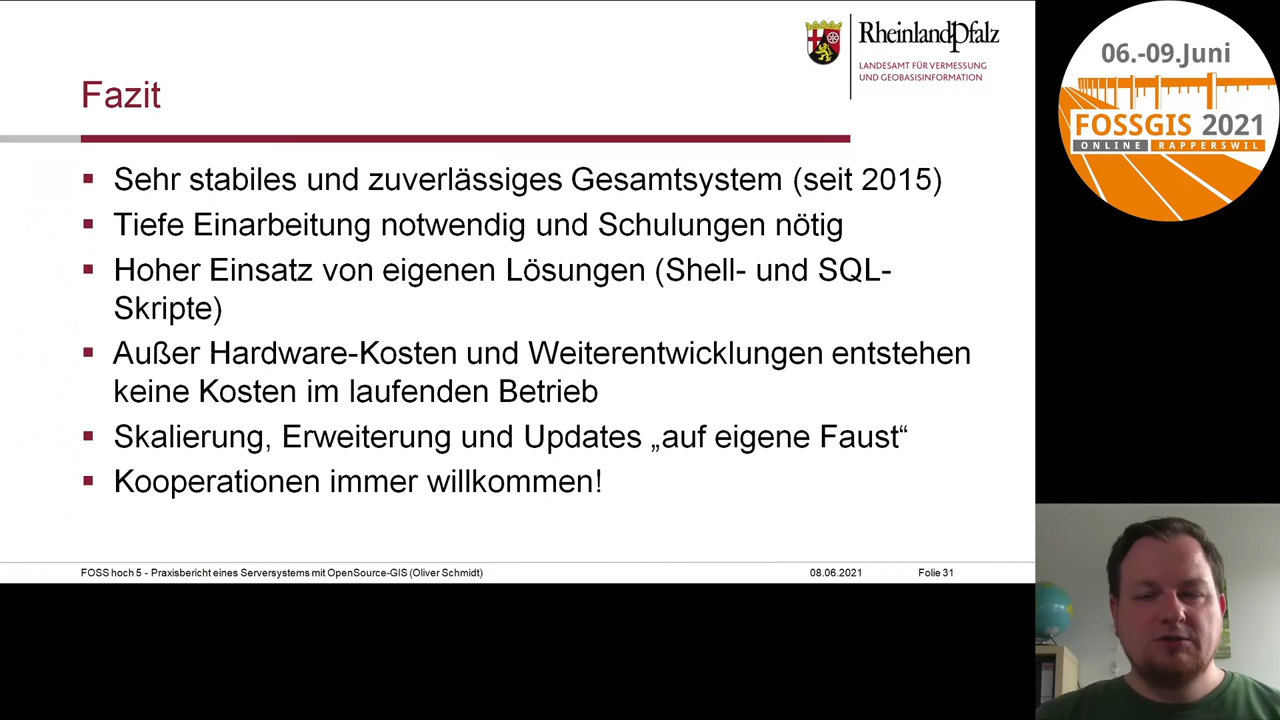 RheinlandPfalz
LANDESAMT FÜR VERMESSUNG
UND GEOBASISINFORMATION
06.-09.Juni
FOSSGIS 2021
ONLINE RAPPERSWIL
Fazit
Sehr stabiles und zuverlässiges Gesamtsystem (seit 2015)
Tiefe Einarbeitung notwendig und Schulungen nötig
Hoher Einsatz von eigenen Lösungen (Shell- und SQL-
Skripte)
Außer Hardware-Kosten und Weiterentwicklungen entstehen
keine Kosten im laufenden Betrieb
Skalierung, Erweiterung und Updates „auf eigene Faust“
Kooperationen immer willkommen!
FOSS hoch 5 - Praxisbericht eines Serversystems mit OpenSource-GIS (Oliver Schmidt) 08.06.2021 Folie 31